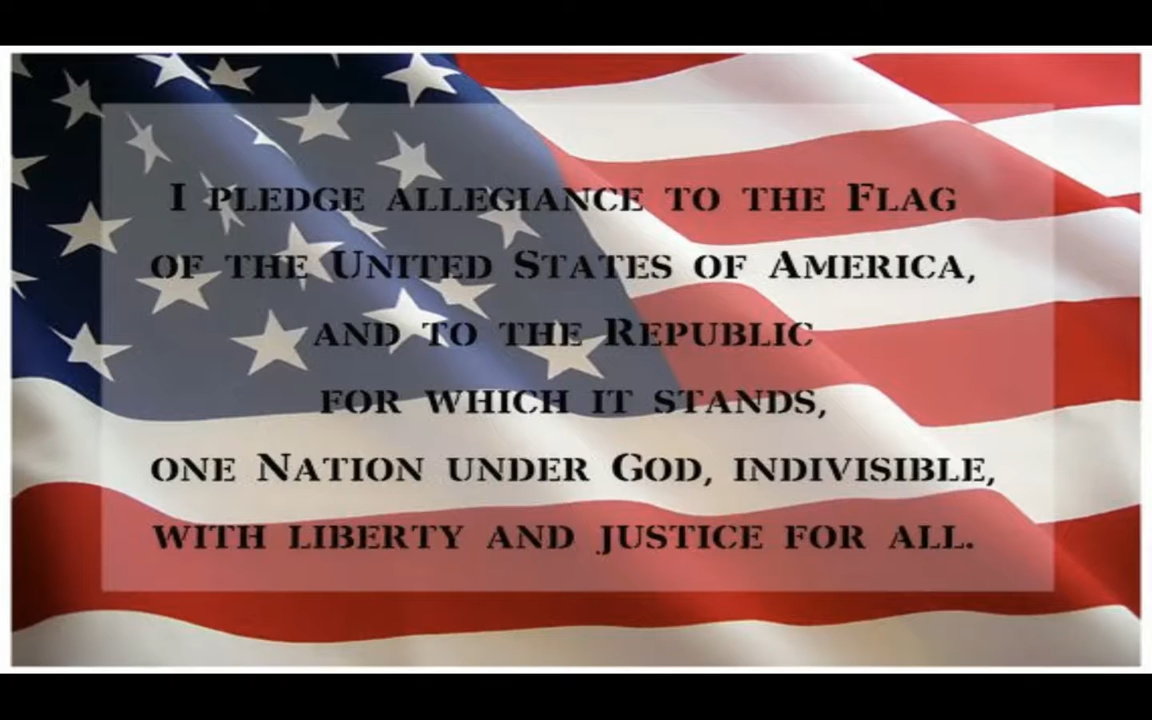 I PLEDGE ALLEGIANCE TO THE FLAG
OF THE UNITED STATES OF AMERICA,
AND TO THE REPUBLIC
FOR WHICH IT STANDS,
ONE NATION UNDER GOD, INDIVISIBLE,
WITH LIBERTY AND JUSTICE FOR ALL.